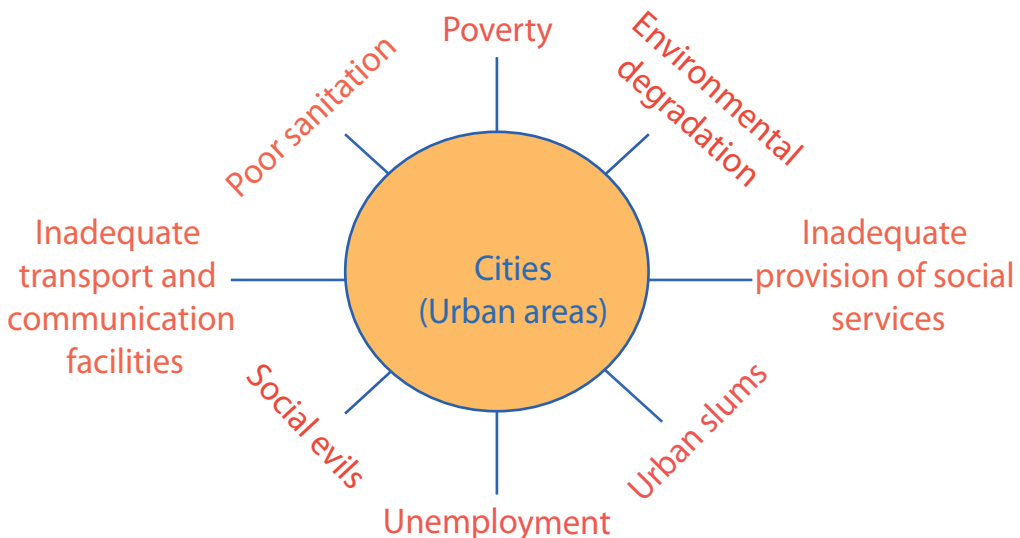 Poverty
Environmental
degradation
Poor sanitation
Inadequate
transport and
communication
facilities
Cities
(Urban areas)
Inadequate
provision of social
services
Social evils
Urban slums
Unemployment